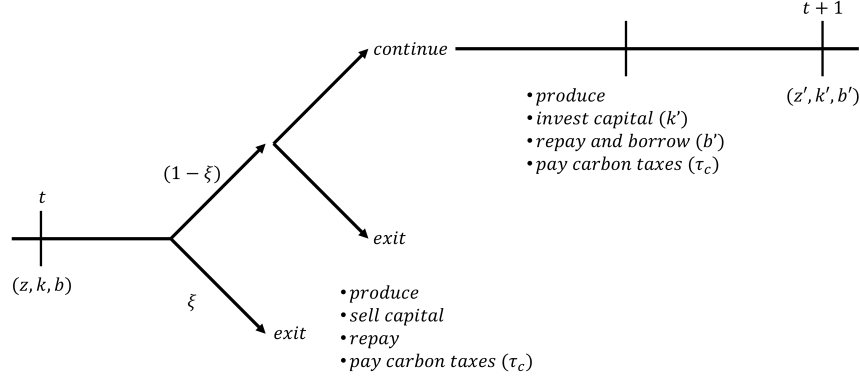 t + 1
continue
(z′, k′, b′)
•produce
•invest capital (k’)
•repay and borrow (b’)
•pay carbon taxes (τ_c)
(1 − ξ)
t
exit
(z, k, b)
ξ
•produce
•sell capital
exit
•repay
•pay carbon taxes (τ_c)